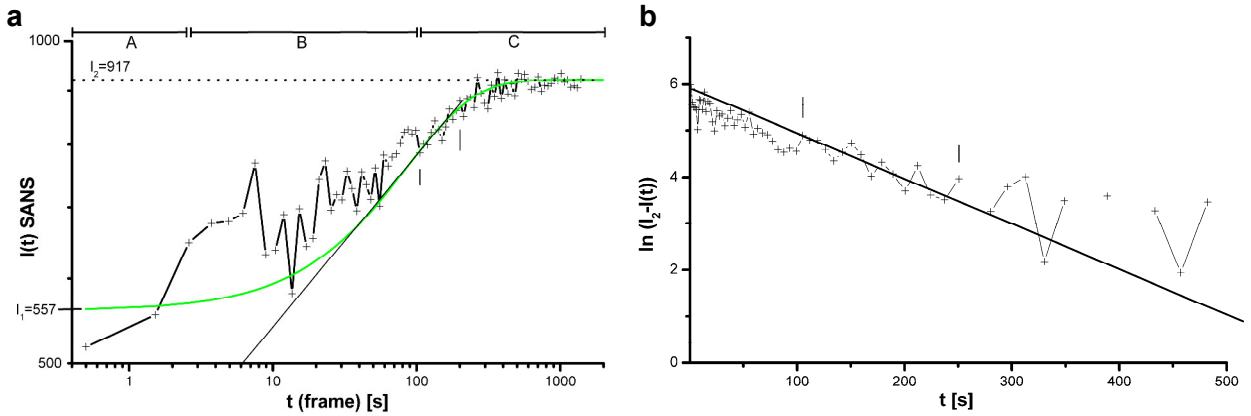 a
A B C
1000
I2=917
I(t) SANS
I1=557
500
1 10 100 1000
t (frame) [s]
b
6
4
2
0
ln (I2-I(t))
100 200 300 400 500
t [s]